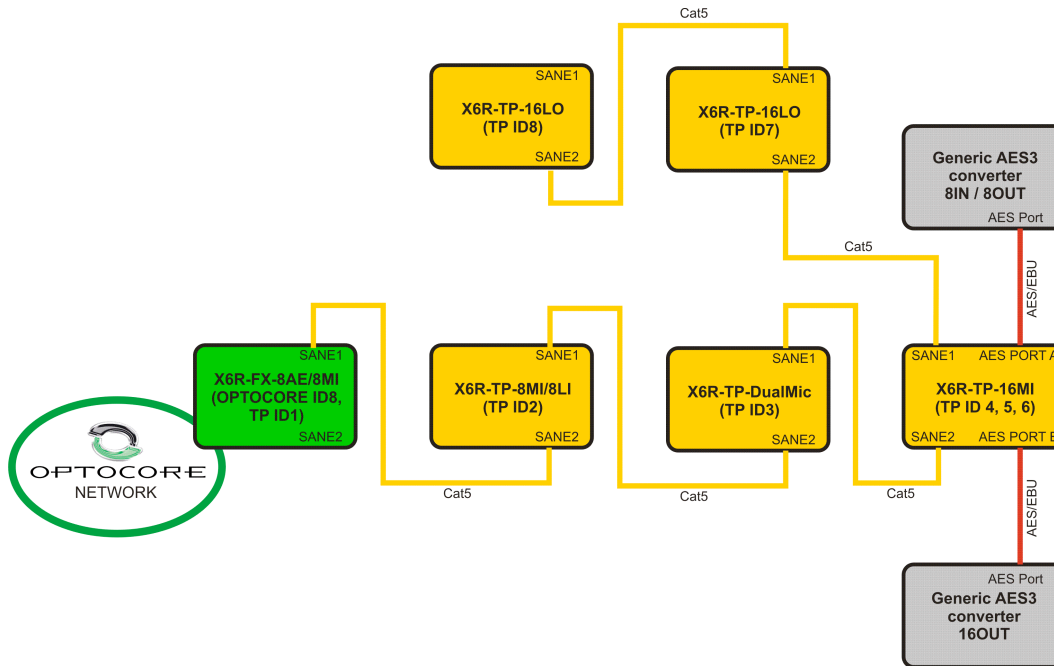 Cat5
SANE1
X6R-TP-16LO
(TP ID8)
SANE2
SANE1
X6R-TP-16LO
(TP ID7)
SANE2
Generic AES3
converter
8IN / 8OUT
AES Port
Cat5
AES/EBU
SANE1
X6R-FX-8AE/8MI
(OPTOCORE ID8,
TP ID1)
SANE2
SANE1
X6R-TP-8MI/8LI
(TP ID2)
SANE2
SANE1
X6R-TP-DualMic
(TP ID3)
SANE2
SANE1
AES PORT A
X6R-TP-16MI
(TP ID 4, 5, 6)
SANE2
AES PORT B
OPTOCORE
NETWORK
Cat5
Cat5
Cat5
AES/EBU
AES Port
Generic AES3
converter
16OUT